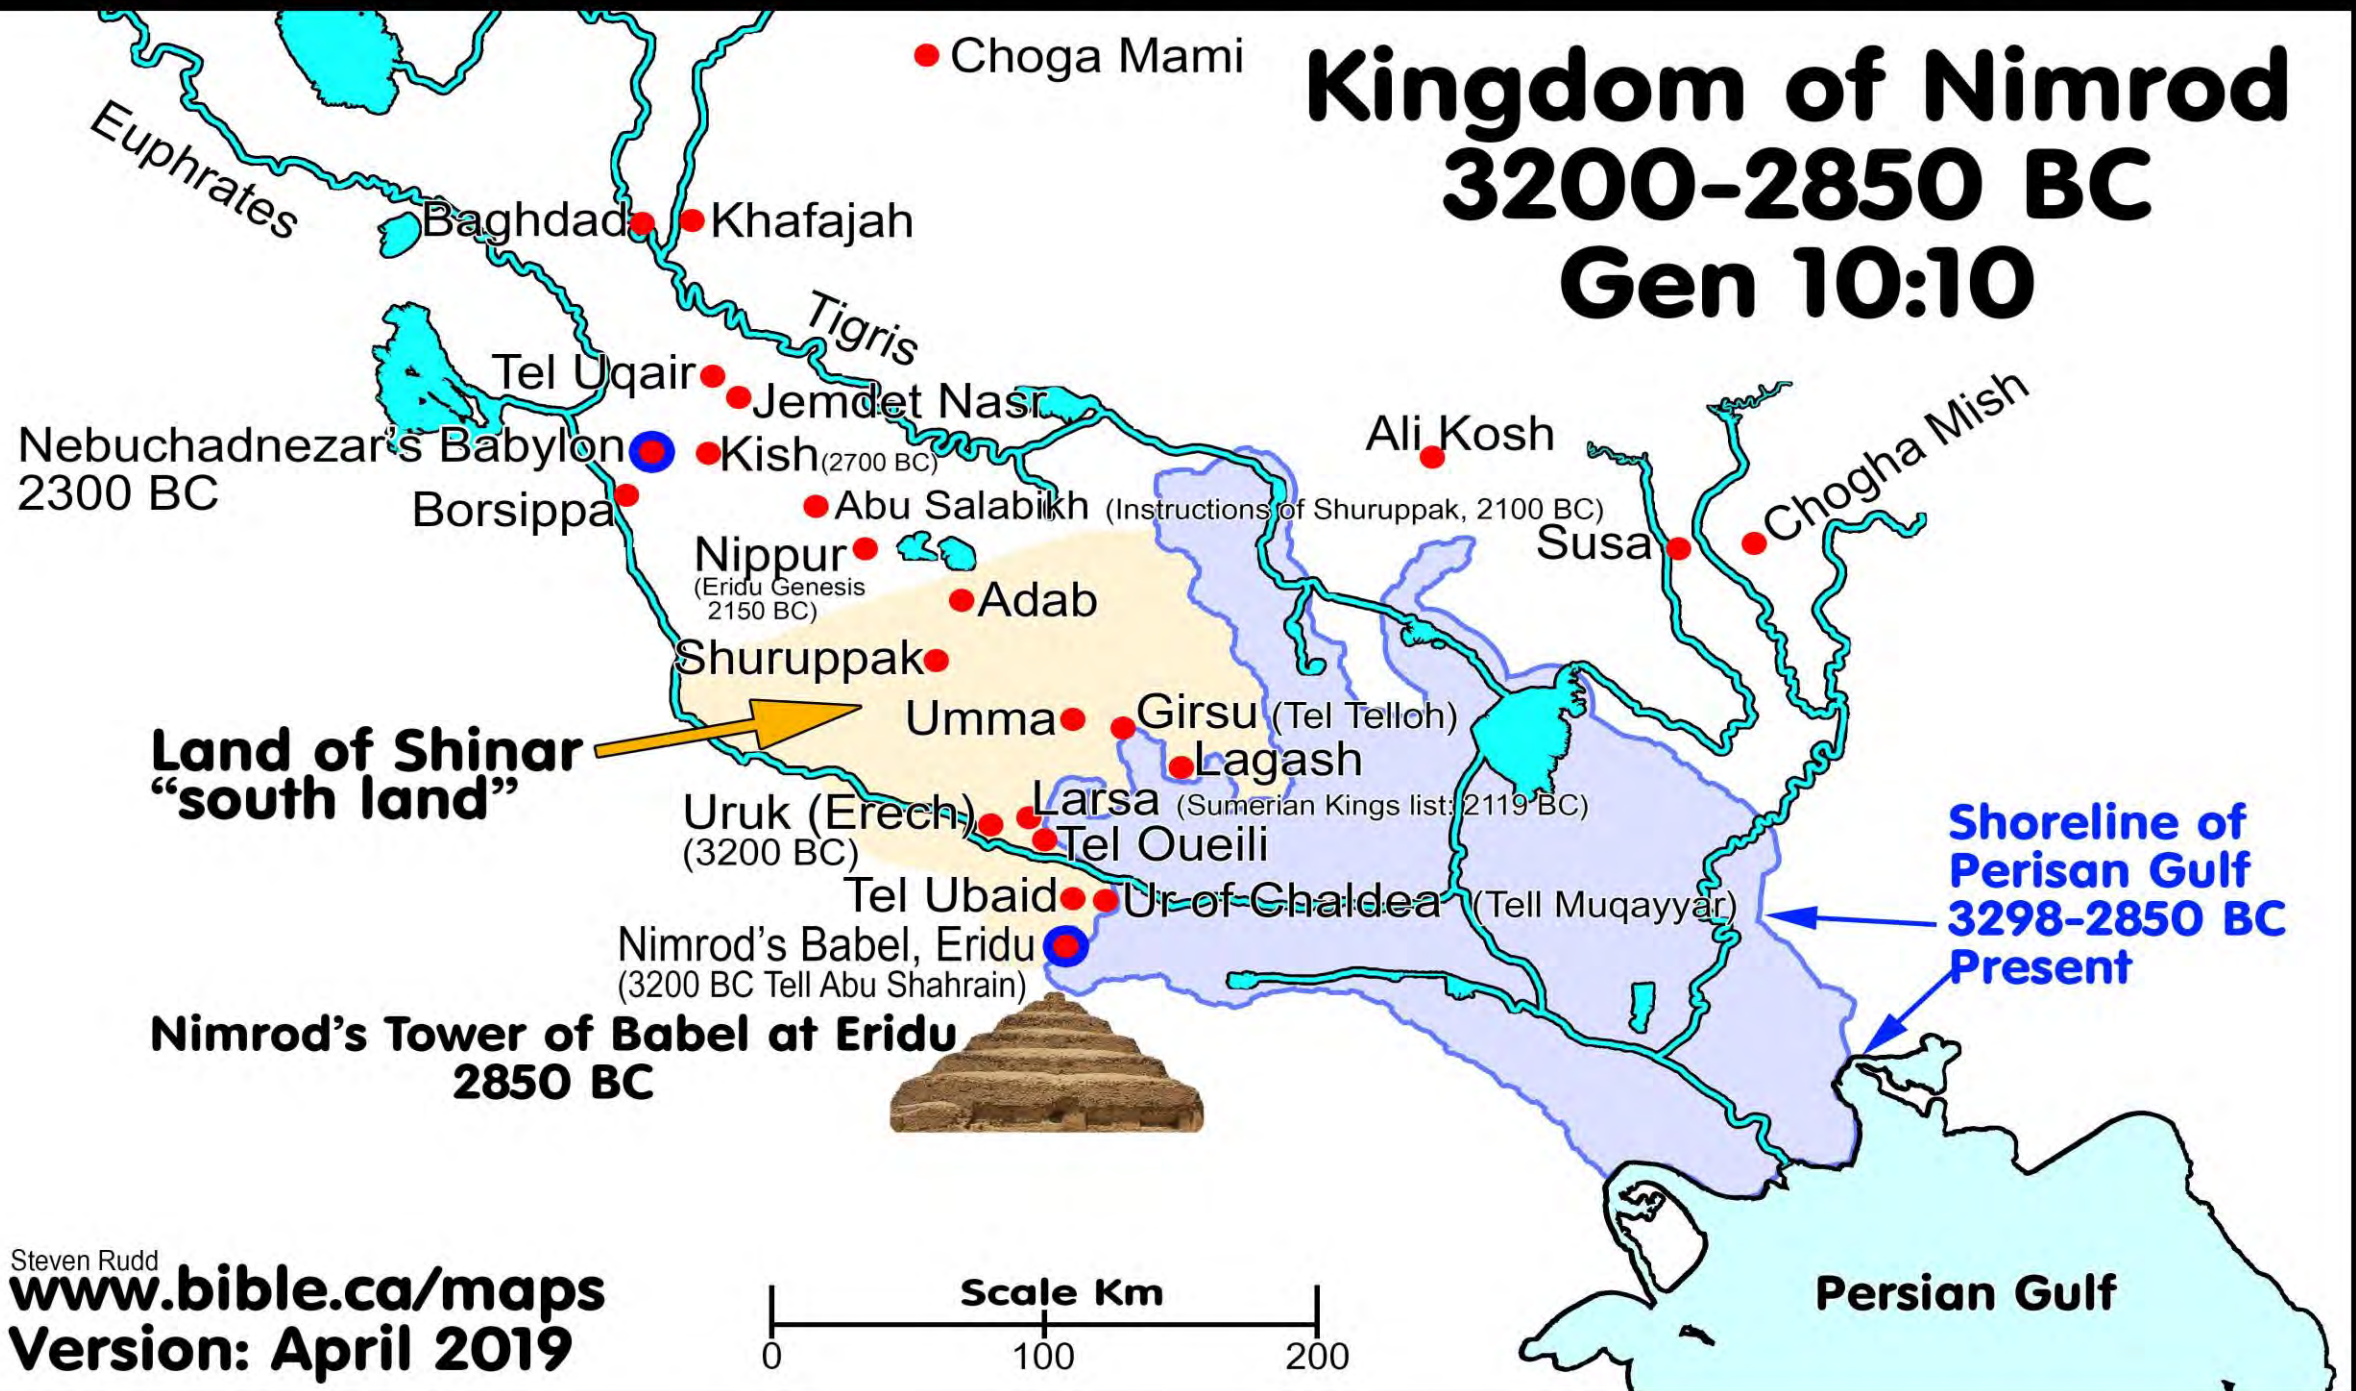 Choga Mami
Kingdom of Nimrod
3200-2850 BC
Gen 10:10
Euphrates
Baghdad
Khafajah
Tigris
Tel Uqair
Jemdet Nasr
Ali Kosh
Chogha Mish
Nebuchadnezar's Babylon
2300 BC
Kish (2700 BC)
Borsippa
Abu Salabikh (Instructions of Shuruppak, 2100 BC)
Susa
Nippur
(Eridu Genesis
2150 BC)
Adab
Shuruppak
Umma
Girsu (Tel Telloh)
Land of Shinar
“south land”
Lagash
Larsa (Sumerian Kings list: 2119 BC)
Uruk (Erech)
(3200 BC)
Tel Oueili
Shoreline of
Perisan Gulf
3298-2850 BC
Present
Tel Ubaid
Ur of Chaldea (Tell Muqayyar)
Nimrod's Babel, Eridu
(3200 BC Tell Abu Shahrain)
Nimrod's Tower of Babel at Eridu
2850 BC
Steven Rudd
www.bible.ca/maps
Version: April 2019
Scale Km
0 100 200
Persian Gulf